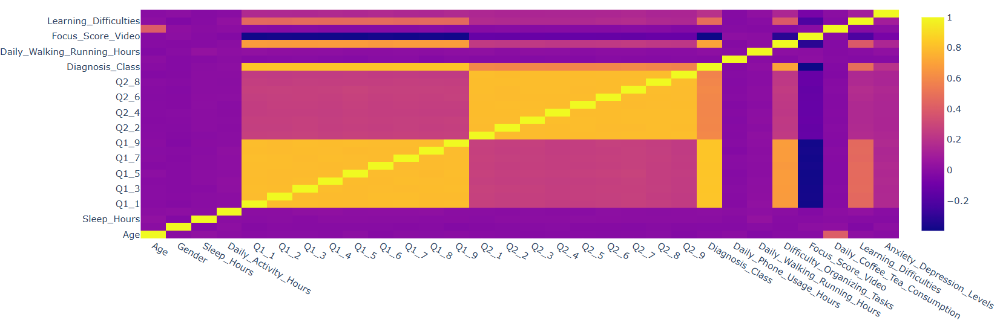 Learning_Difficulties
Focus_Score_Video
Daily_Walking_Running_Hours
Diagnosis_Class
Q2_8
Q2_6
Q2_4
Q2_2
Q1_9
Q1_7
Q1_5
Q1_3
Q1_1
Sleep_Hours
Age
1
0.8
0.6
0.4
0.2
0
−0.2
Age
Gender
Sleep_Hours
Daily_Activity_Hours
Q1_1
Q1_2
Q1_3
Q1_4
Q1_5
Q1_6
Q1_7
Q1_8
Q1_9
Q2_1
Q2_2
Q2_3
Q2_4
Q2_5
Q2_6
Q2_7
Q2_8
Q2_9
Diagnosis_Class
Daily_Phone_Usage_Hours
Daily_Walking_Running_Hours
Difficulty_Organizing_Tasks
Focus_Score_Video
Daily_Coffee_Tea_Consumption
Learning_Difficulties
Anxiety_Depression_Levels